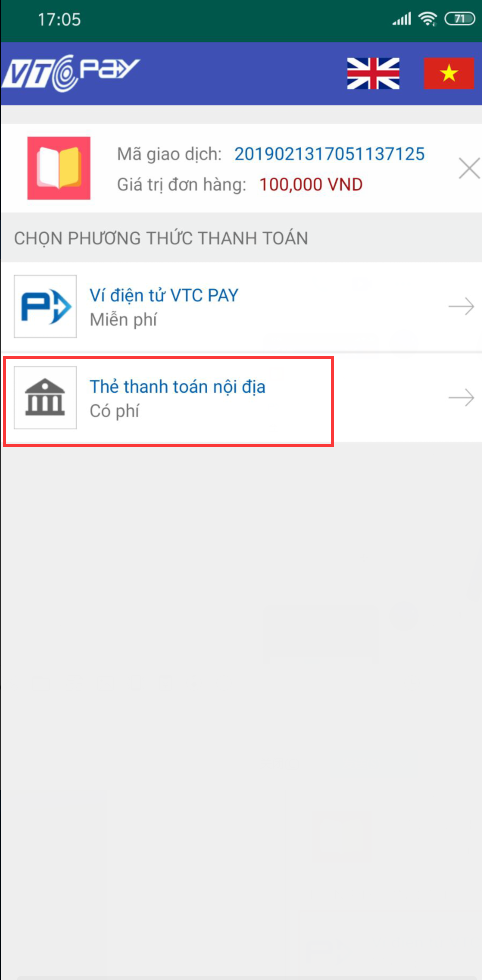 17:05
71
VTC Pay
Mã giao dịch: 2019021317051137125
Giá trị đơn hàng: 100,000 VND
CHỌN PHƯƠNG THỨC THANH TOÁN
Ví điện tử VTC PAY
Miễn phí
Thẻ thanh toán nội địa
Có phí